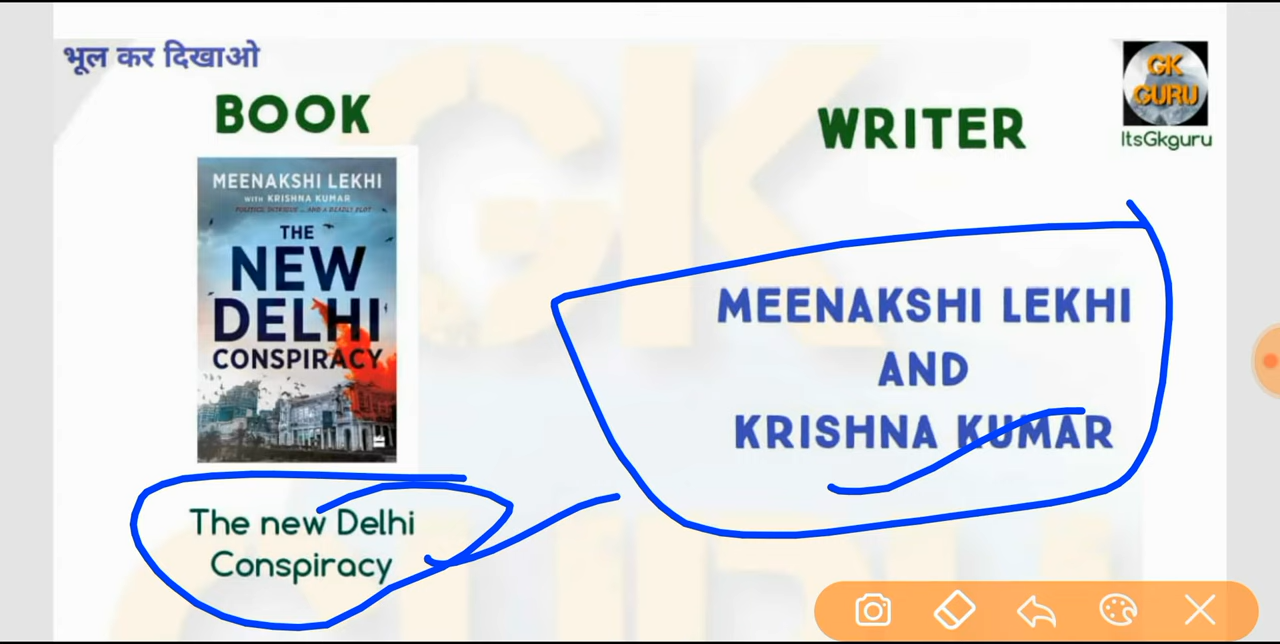 भूल कर दिखाओ
BOOK
WRITER
GK
GURU
ItsGkguru
MEENAKSHI LEKHI
WITH KRISHNA KUMAR
POLITICS, INTRIGUE ... AND A DEADLY PLOT
THE
NEW
DELHI
CONSPIRACY
MEENAKSHI LEKHI
AND
KRISHNA KUMAR
The new Delhi
Conspiracy